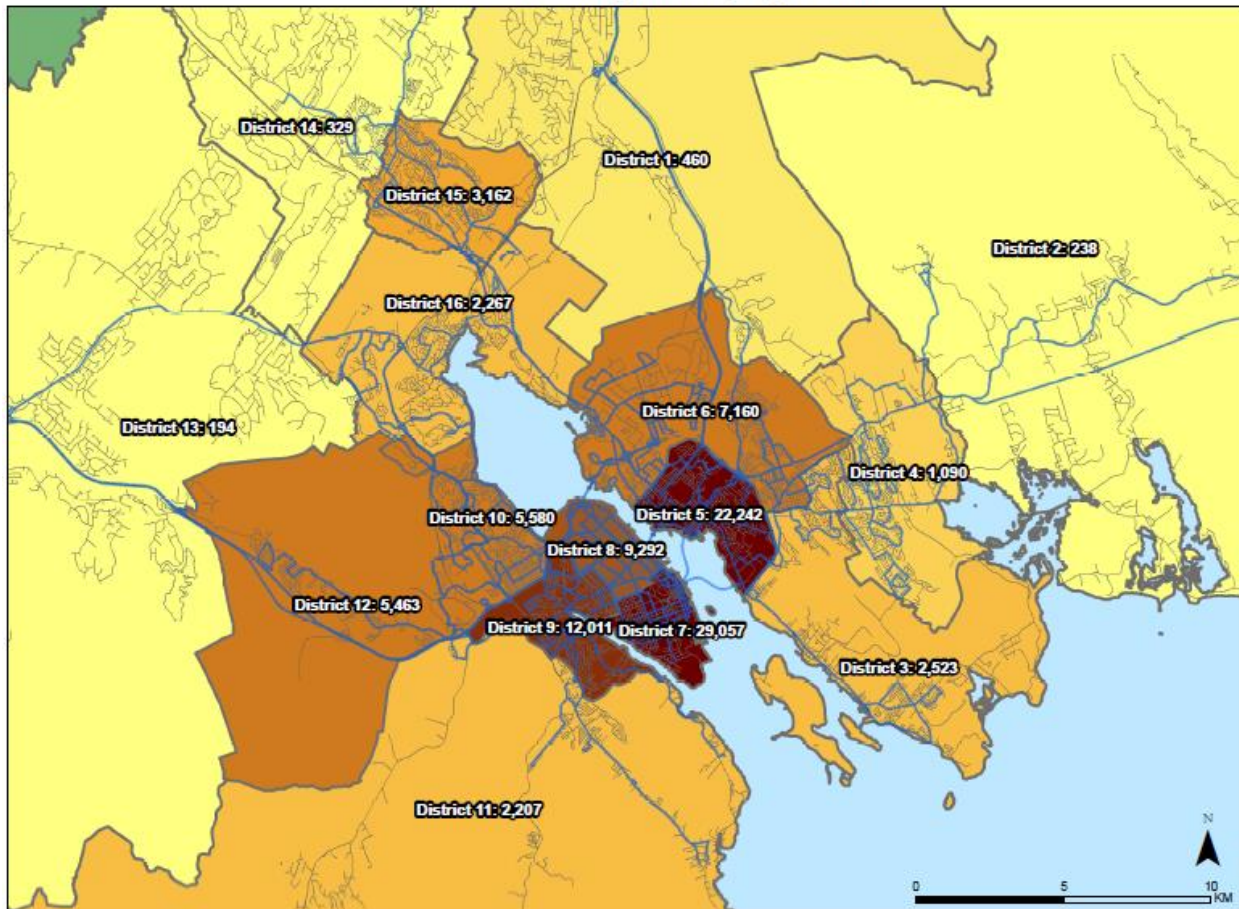 District 14: 329
District 1: 460
District 15: 3,162
District 2: 238
District 16: 2,267
District 6: 7,160
District 13: 194
District 4: 1,090
District 10: 5,580
District 5: 22,242
District 8: 9,292
District 12: 5,463
District 9: 12,011
District 7: 29,057
District 3: 2,523
District 11: 2,207
N
0 5 10
KM